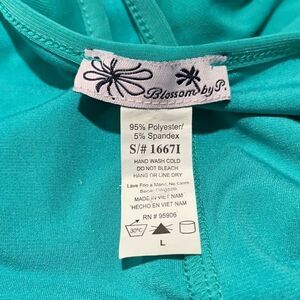 Blossom by P.
95% Polyester/
5% Spandex
S/# 1667I
HAND WASH COLD
DO NOT BLEACH
HANG OR LINE DRY
Lave Frio a Mano, No Cloro
Secar Colgado
MADE IN VIET NAM
*HECHO EN VIET NAM
RN # 95906
30°C
L